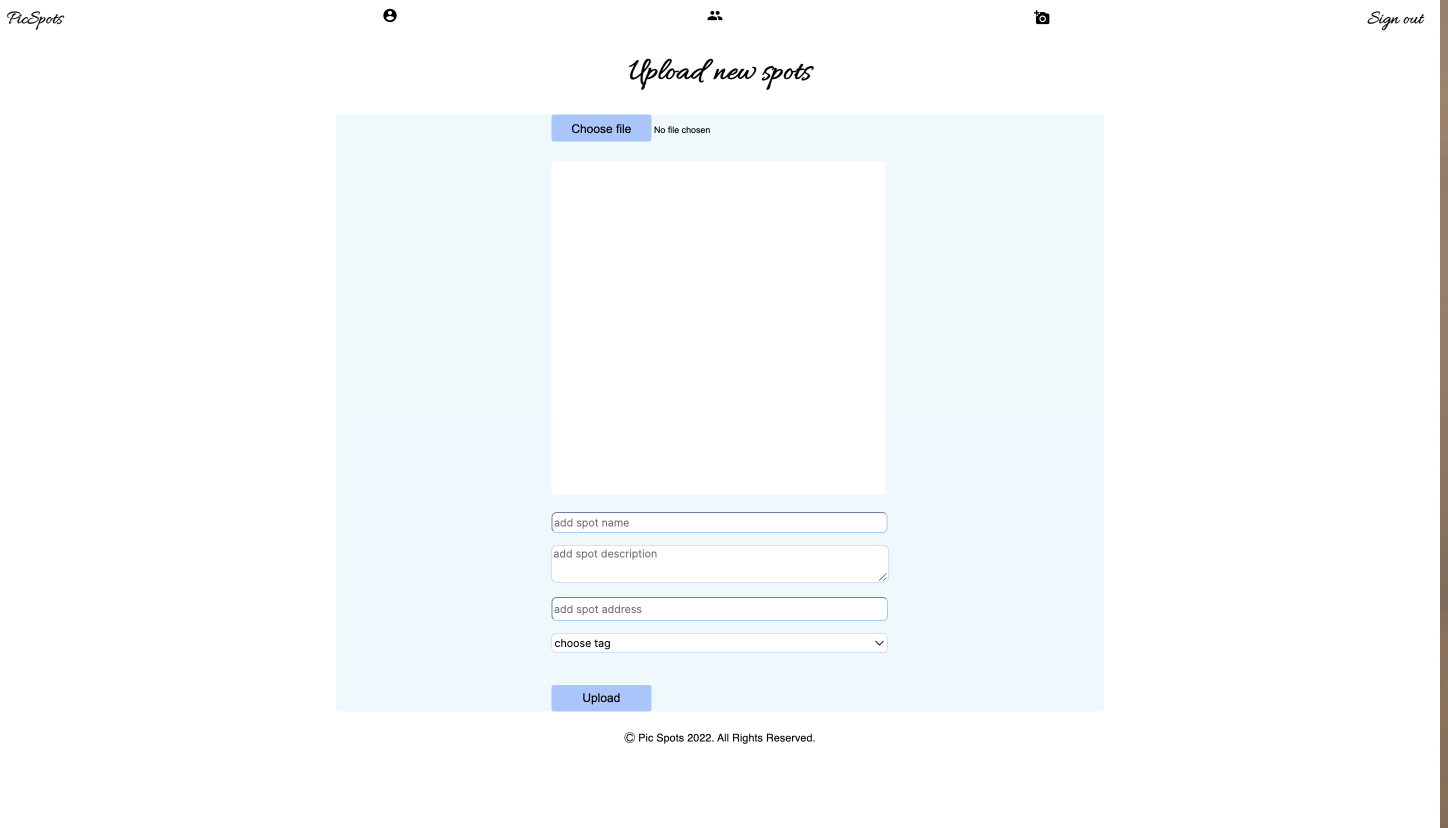 PicSpots
Sign out
Upload new spots
Choose file No file chosen
add spot name
add spot description
add spot address
choose tag
Upload
© Pic Spots 2022. All Rights Reserved.